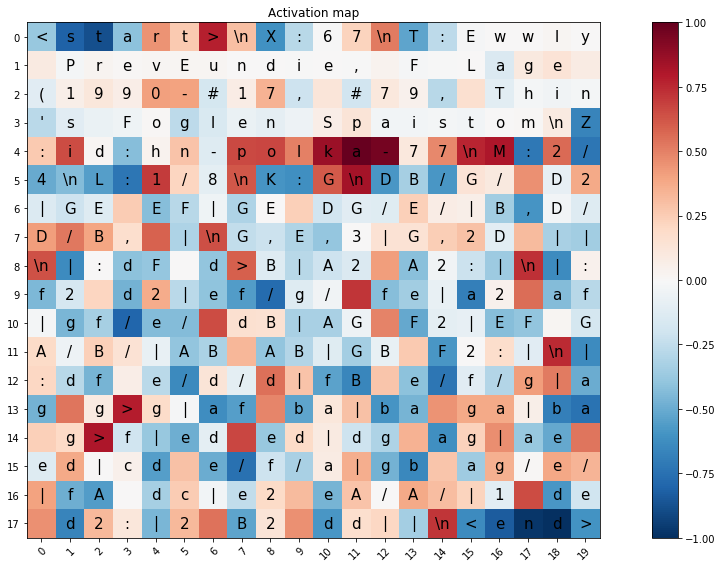 Activation map
0 < s t a r t > \n X : 6 7 \n T : E w w l y
1 P r e v E u n d i e , F L a g e
2 ( 1 9 9 0 - # 1 7 , # 7 9 , T h i n
3 ' s F o g l e n S p a i s t o m \n Z
4 : i d : h n - p o l k a - 7 7 \n M : 2 /
5 4 \n L : 1 / 8 \n K : G \n D B / G / D 2
6 | G E E F | G E D G / E / | B , D /
7 D / B , | \n G , E , 3 | G , 2 D | |
8 \n | : d F d > B | A 2 A 2 : | \n | :
9 f 2 d 2 | e f / g / f e | a 2 a f
10 | g f / e / d B | A G F 2 | E F G
11 A / B / | A B A B | G B F 2 : | \n |
12 : d f e / d / d | f B e / f / g | a
13 g g > g | a f b a | b a g a | b a
14 g > f | e d e d | d g a g | a e
15 e d | c d e / f / a | g b a g / e /
16 | f A d c | e 2 e A / A / | 1 d e
17 d 2 : | 2 B 2 d d | | \n < e n d >
0 1 2 3 4 5 6 7 8 9 10 11 12 13 14 15 16 17 18 19
1.00
0.75
0.50
0.25
0.00
−0.25
−0.50
−0.75
−1.00